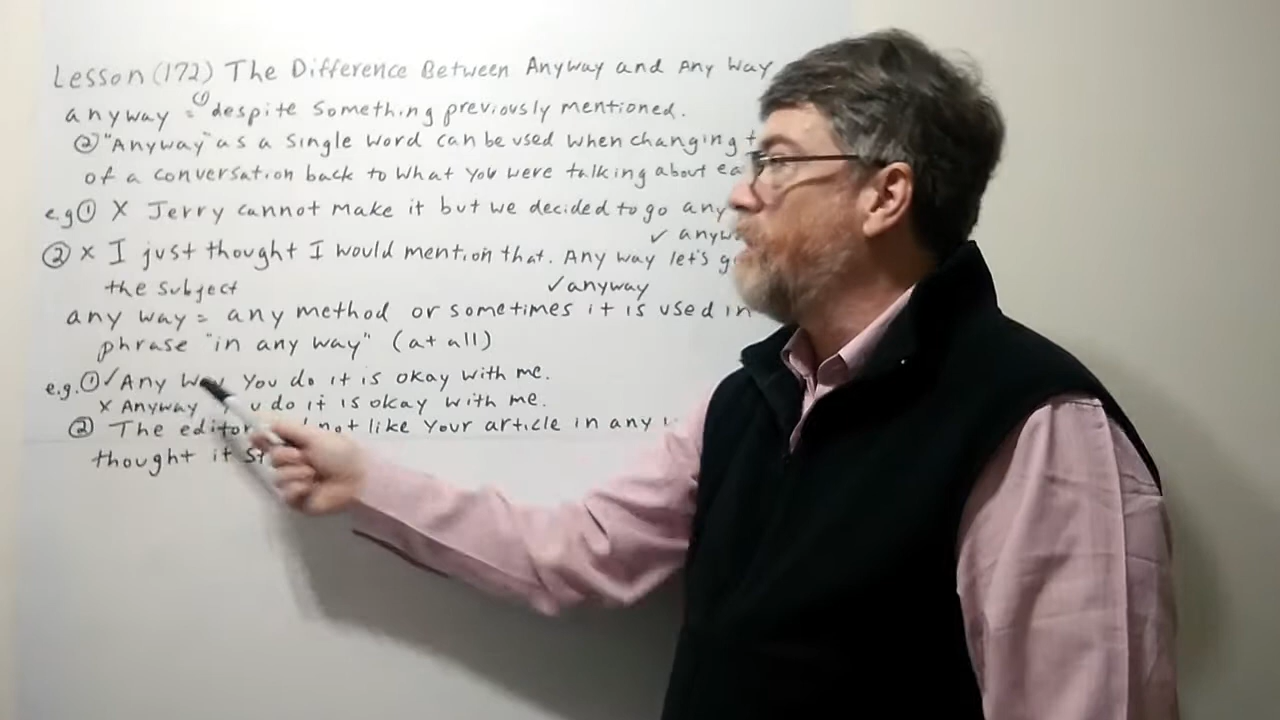 Lesson (172) The Difference Between Anyway and Any Way
anyway = ① despite something previously mentioned.
② "Anyway" as a single word can be used when changing
of a conversation back to what you were talking about
e.g ① X Jerry cannot make it but we decided to go any
✓
② X I just thought I would mention that. Any way let's
the subject ✓ anyway
any way = any method or sometimes it is used in
phrase "in any way" (at all)
e.g. ① ✓ Any Way you do it is okay with me.
X Anyway do it is okay with me.
② The editor not like your article in any
thought it